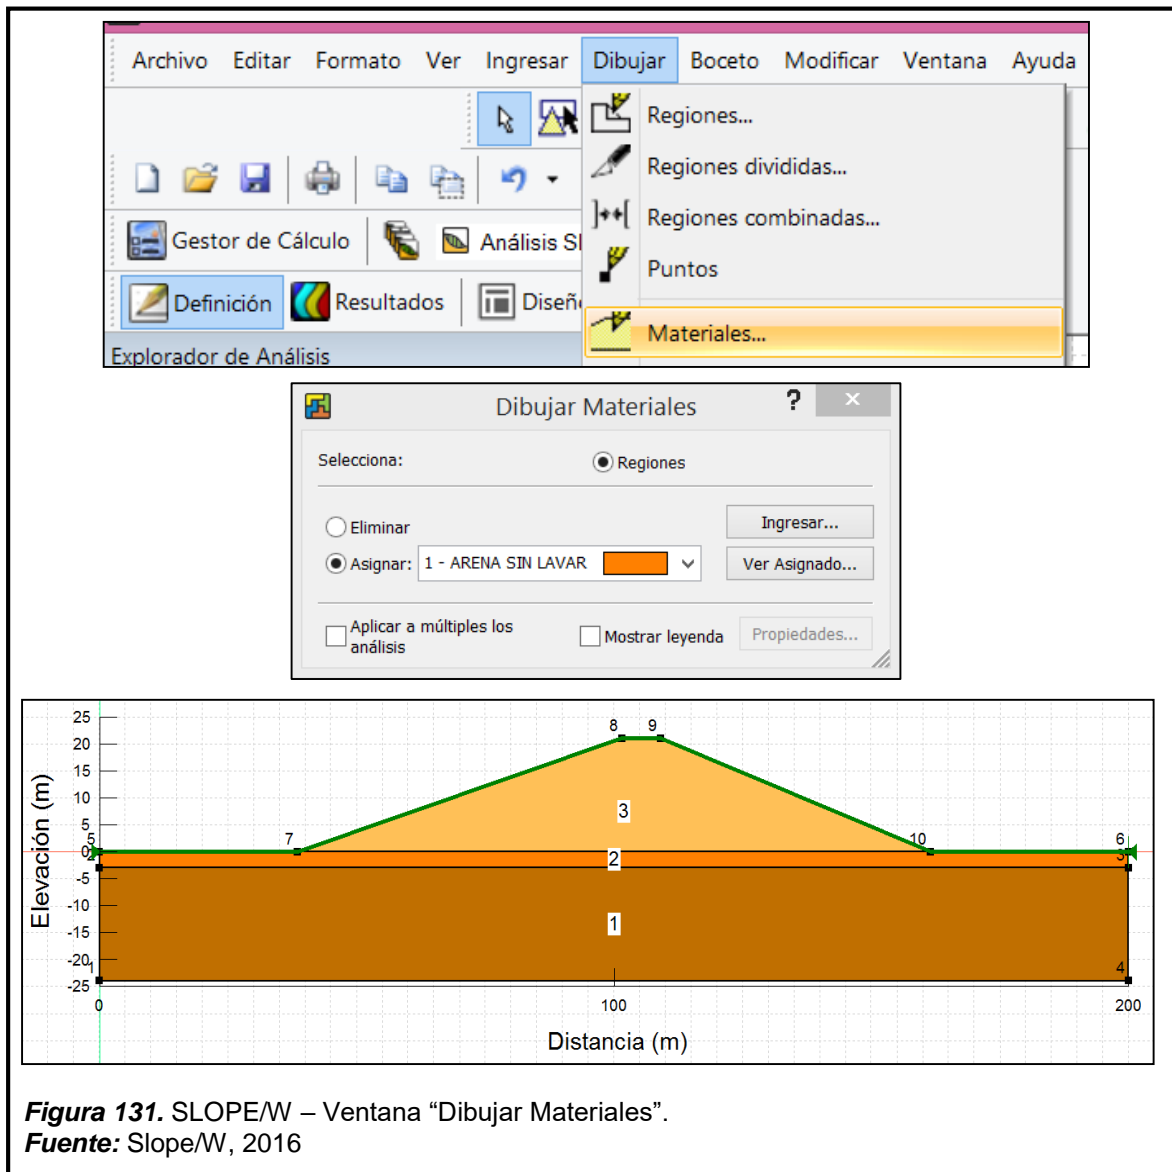 Archivo Editar Formato Ver Ingresar Dibujar Boceto Modificar Ventana Ayuda
Regiones...
Regiones divididas...
Regiones combinadas...
Puntos
Materiales...
Gestor de Cálculo
Análisis Sl
Definición Resultados Diseñ
Explorador de Análisis
Dibujar Materiales ? ×
Selecciona: Regiones
Eliminar Ingresar...
Asignar: 1 - ARENA SIN LAVAR Ver Asignado...
Aplicar a múltiples los
análisis
Mostrar leyenda Propiedades...
Elevación (m)
25
20
15
10
5
0
-5
-10
-15
-20
-25
8 9
3
5 7 10 6
2
2 3
1
1 4
0 100 200
Distancia (m)
Figura 131. SLOPE/W – Ventana “Dibujar Materiales”.
Fuente: Slope/W, 2016